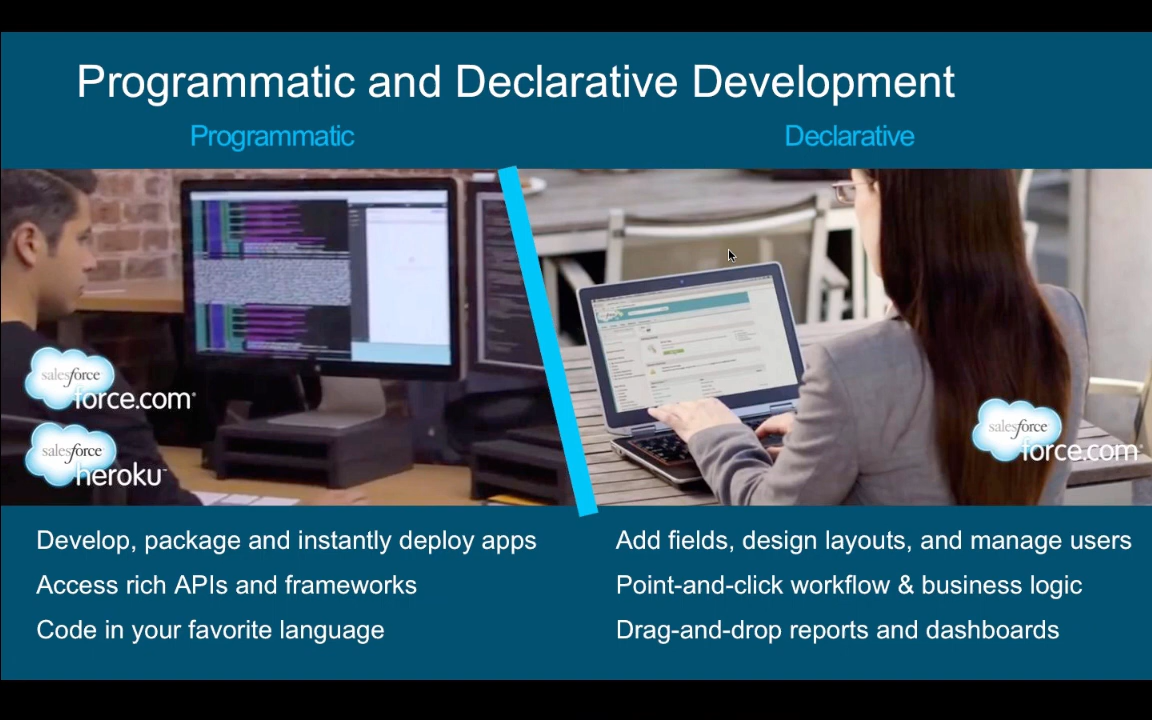 Programmatic and Declarative Development
Programmatic
Declarative
salesforce
force.com
salesforce
heroku™
salesforce
force.com
Develop, package and instantly deploy apps
Access rich APIs and frameworks
Code in your favorite language
Add fields, design layouts, and manage users
Point-and-click workflow & business logic
Drag-and-drop reports and dashboards